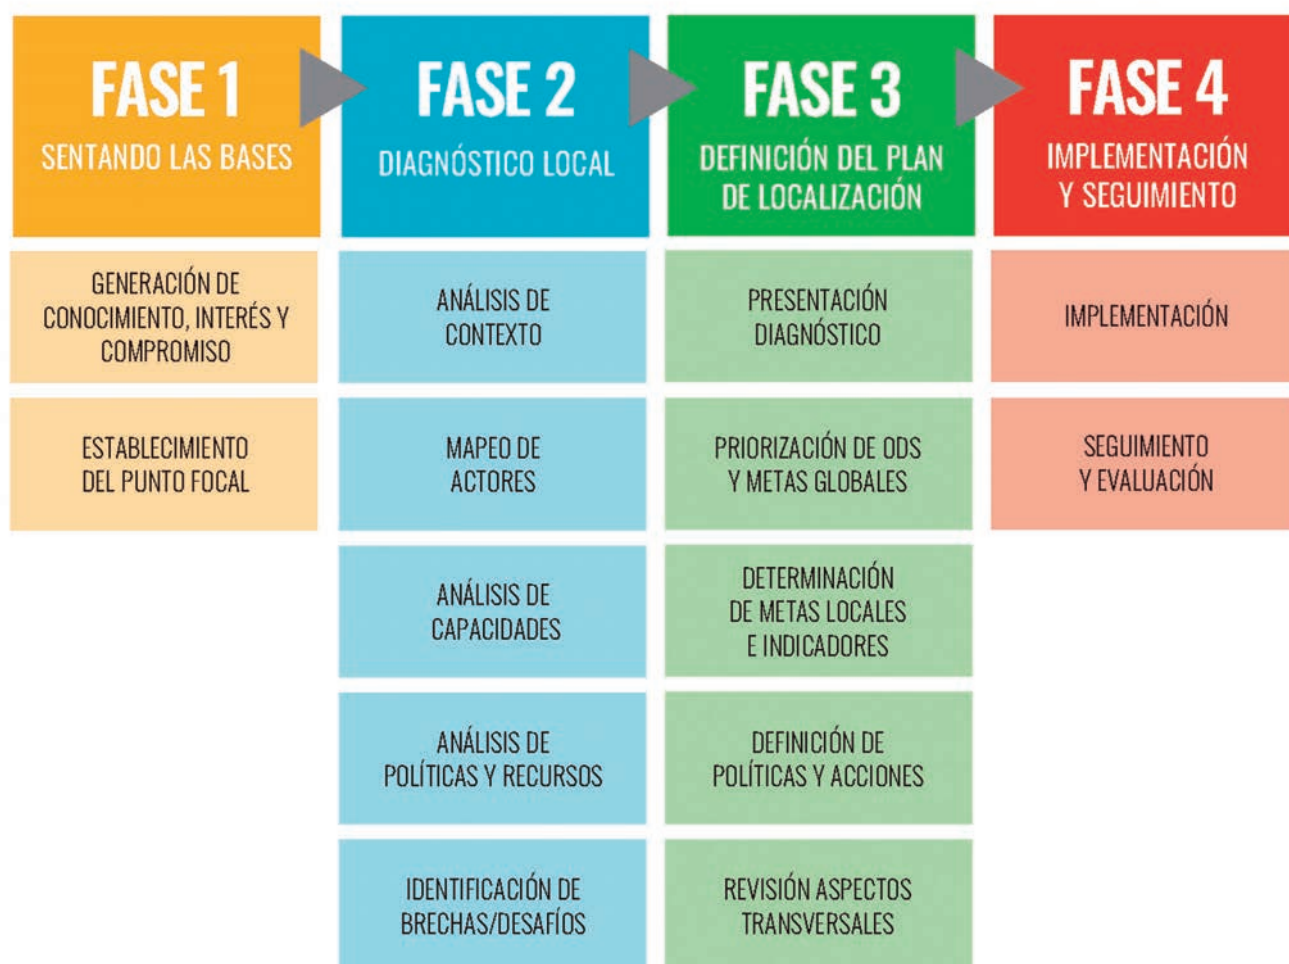 FASE 1
SENTANDO LAS BASES
GENERACIÓN DE
CONOCIMIENTO, INTERÉS Y
COMPROMISO
ESTABLECIMIENTO
DEL PUNTO FOCAL
FASE 2
DIAGNÓSTICO LOCAL
ANÁLISIS DE
CONTEXTO
MAPEO DE
ACTORES
ANÁLISIS DE
CAPACIDADES
ANÁLISIS DE
POLÍTICAS Y RECURSOS
IDENTIFICACIÓN DE
BRECHAS/DESAFÍOS
FASE 3
DEFINICIÓN DEL PLAN
DE LOCALIZACIÓN
PRESENTACIÓN
DIAGNÓSTICO
PRIORIZACIÓN DE ODS
Y METAS GLOBALES
DETERMINACIÓN
DE METAS LOCALES
E INDICADORES
DEFINICIÓN DE
POLÍTICAS Y ACCIONES
REVISIÓN ASPECTOS
TRANSVERSALES
FASE 4
IMPLEMENTACIÓN
Y SEGUIMIENTO
IMPLEMENTACIÓN
SEGUIMIENTO
Y EVALUACIÓN